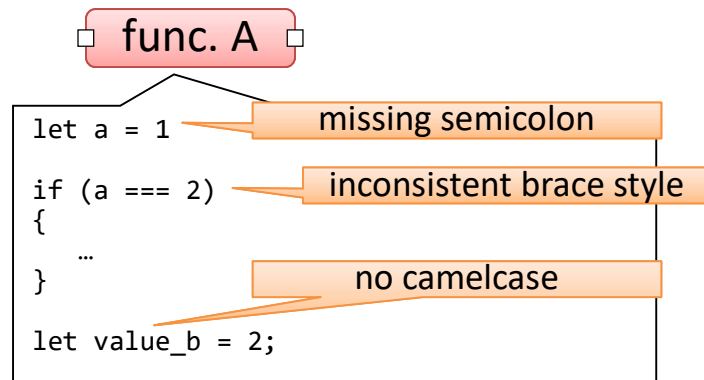 func. A
let a = 1
missing semicolon
if (a === 2)
inconsistent brace style
{
…
}
no camelcase
let value_b = 2;